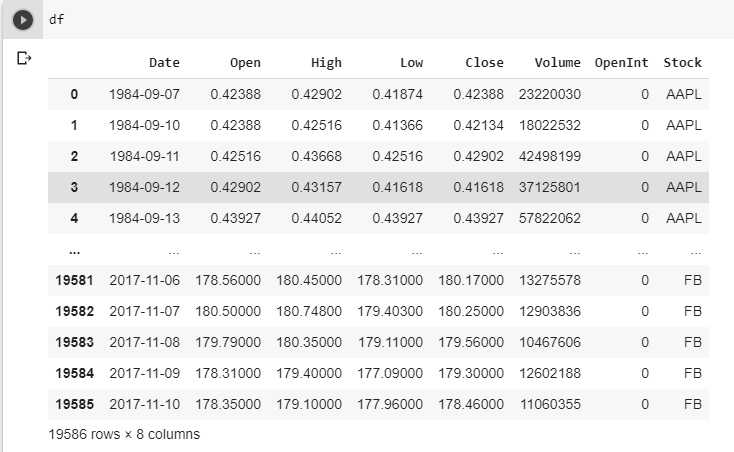 df
Date Open High Low Close Volume OpenInt Stock
0 1984-09-07 0.42388 0.42902 0.41874 0.42388 23220030 0 AAPL
1 1984-09-10 0.42388 0.42516 0.41366 0.42134 18022532 0 AAPL
2 1984-09-11 0.42516 0.43668 0.42516 0.42902 42498199 0 AAPL
3 1984-09-12 0.42902 0.43157 0.41618 0.41618 37125801 0 AAPL
4 1984-09-13 0.43927 0.44052 0.43927 0.43927 57822062 0 AAPL
... ... ... ... ... ... ... ... ...
19581 2017-11-06 178.56000 180.45000 178.31000 180.17000 13275578 0 FB
19582 2017-11-07 180.50000 180.74800 179.40300 180.25000 12903836 0 FB
19583 2017-11-08 179.79000 180.35000 179.11000 179.56000 10467606 0 FB
19584 2017-11-09 178.31000 179.40000 177.09000 179.30000 12602188 0 FB
19585 2017-11-10 178.35000 179.10000 177.96000 178.46000 11060355 0 FB
19586 rows × 8 columns